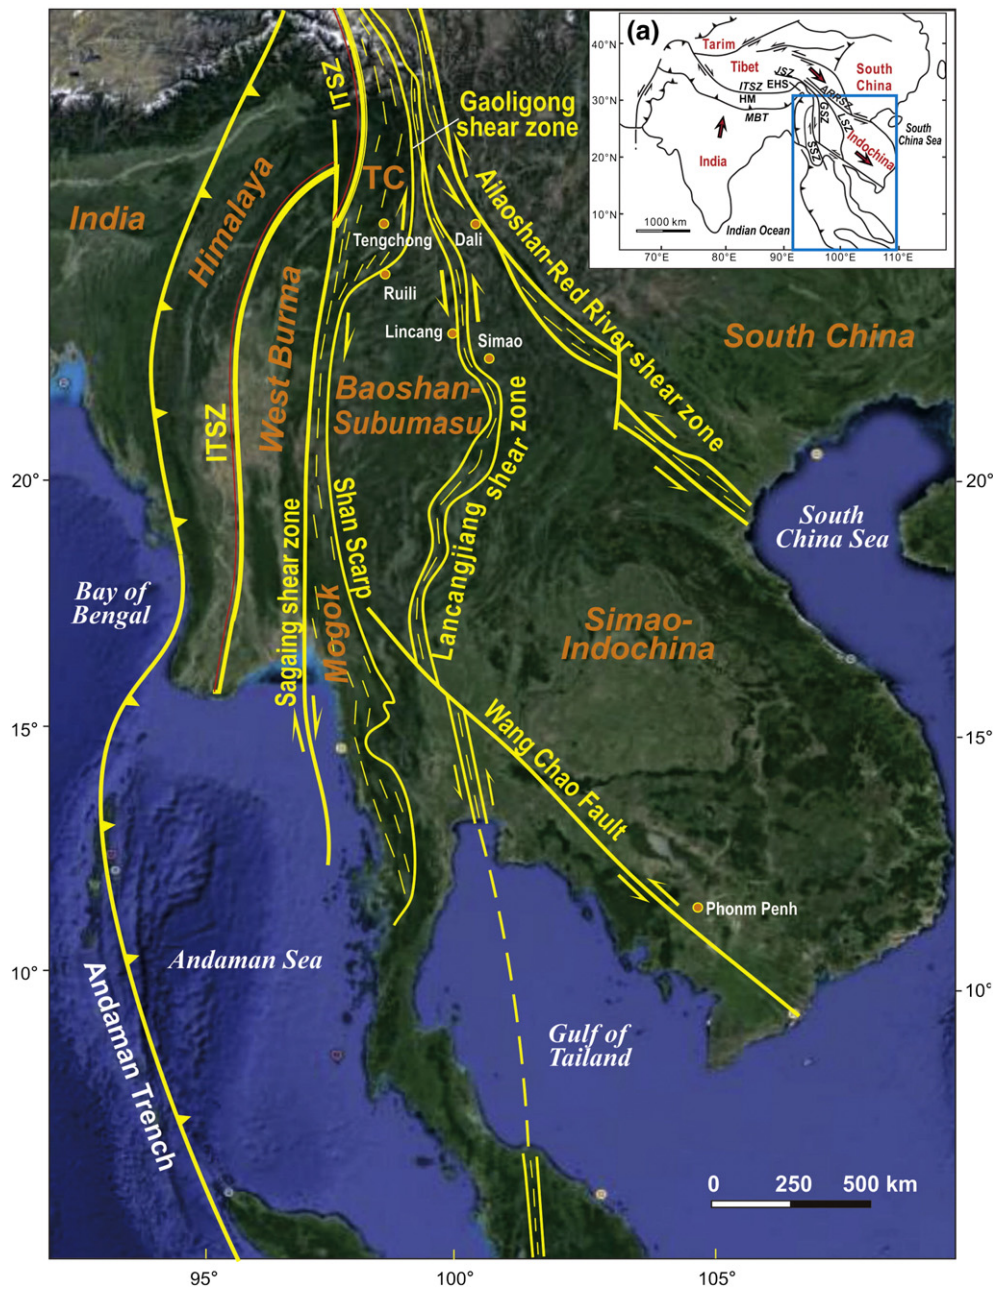 (a)
40°N
30°N
20°N
10°N
70°E
80°E
90°E
100°E
110°E
Tarim
Tibet
South
China
JSZ
ITSZ
EHS
ARRSZ
HM
MBT
GSZ
LSZ
SSZ
Indochina
India
South
China Sea
Indian Ocean
1000 km
ITSZ
Gaoligong
shear zone
TC
India
Himalaya
Tengchong
Dali
Ruili
Ailaoshan-Red River shear zone
Lincang
Simao
South China
West Burma
Baoshan-
Subumasu
ITSZ
Lancangjiang shear zone
Shan Scarp
Sagaing shear zone
Mogok
South
China Sea
Bay of
Bengal
Simao-
Indochina
Wang Chao Fault
Phonm Penh
Andaman Sea
Andaman Trench
Gulf of
Tailand
0 250 500 km
20°
15°
10°
20°
15°
10°
95°
100°
105°